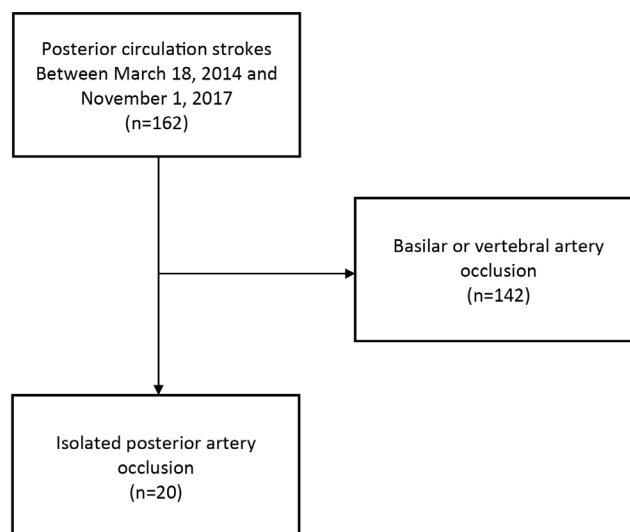 Posterior circulation strokes
Between March 18, 2014 and
November 1, 2017
(n=162)
Basilar or vertebral artery
occlusion
(n=142)
Isolated posterior artery
occlusion
(n=20)